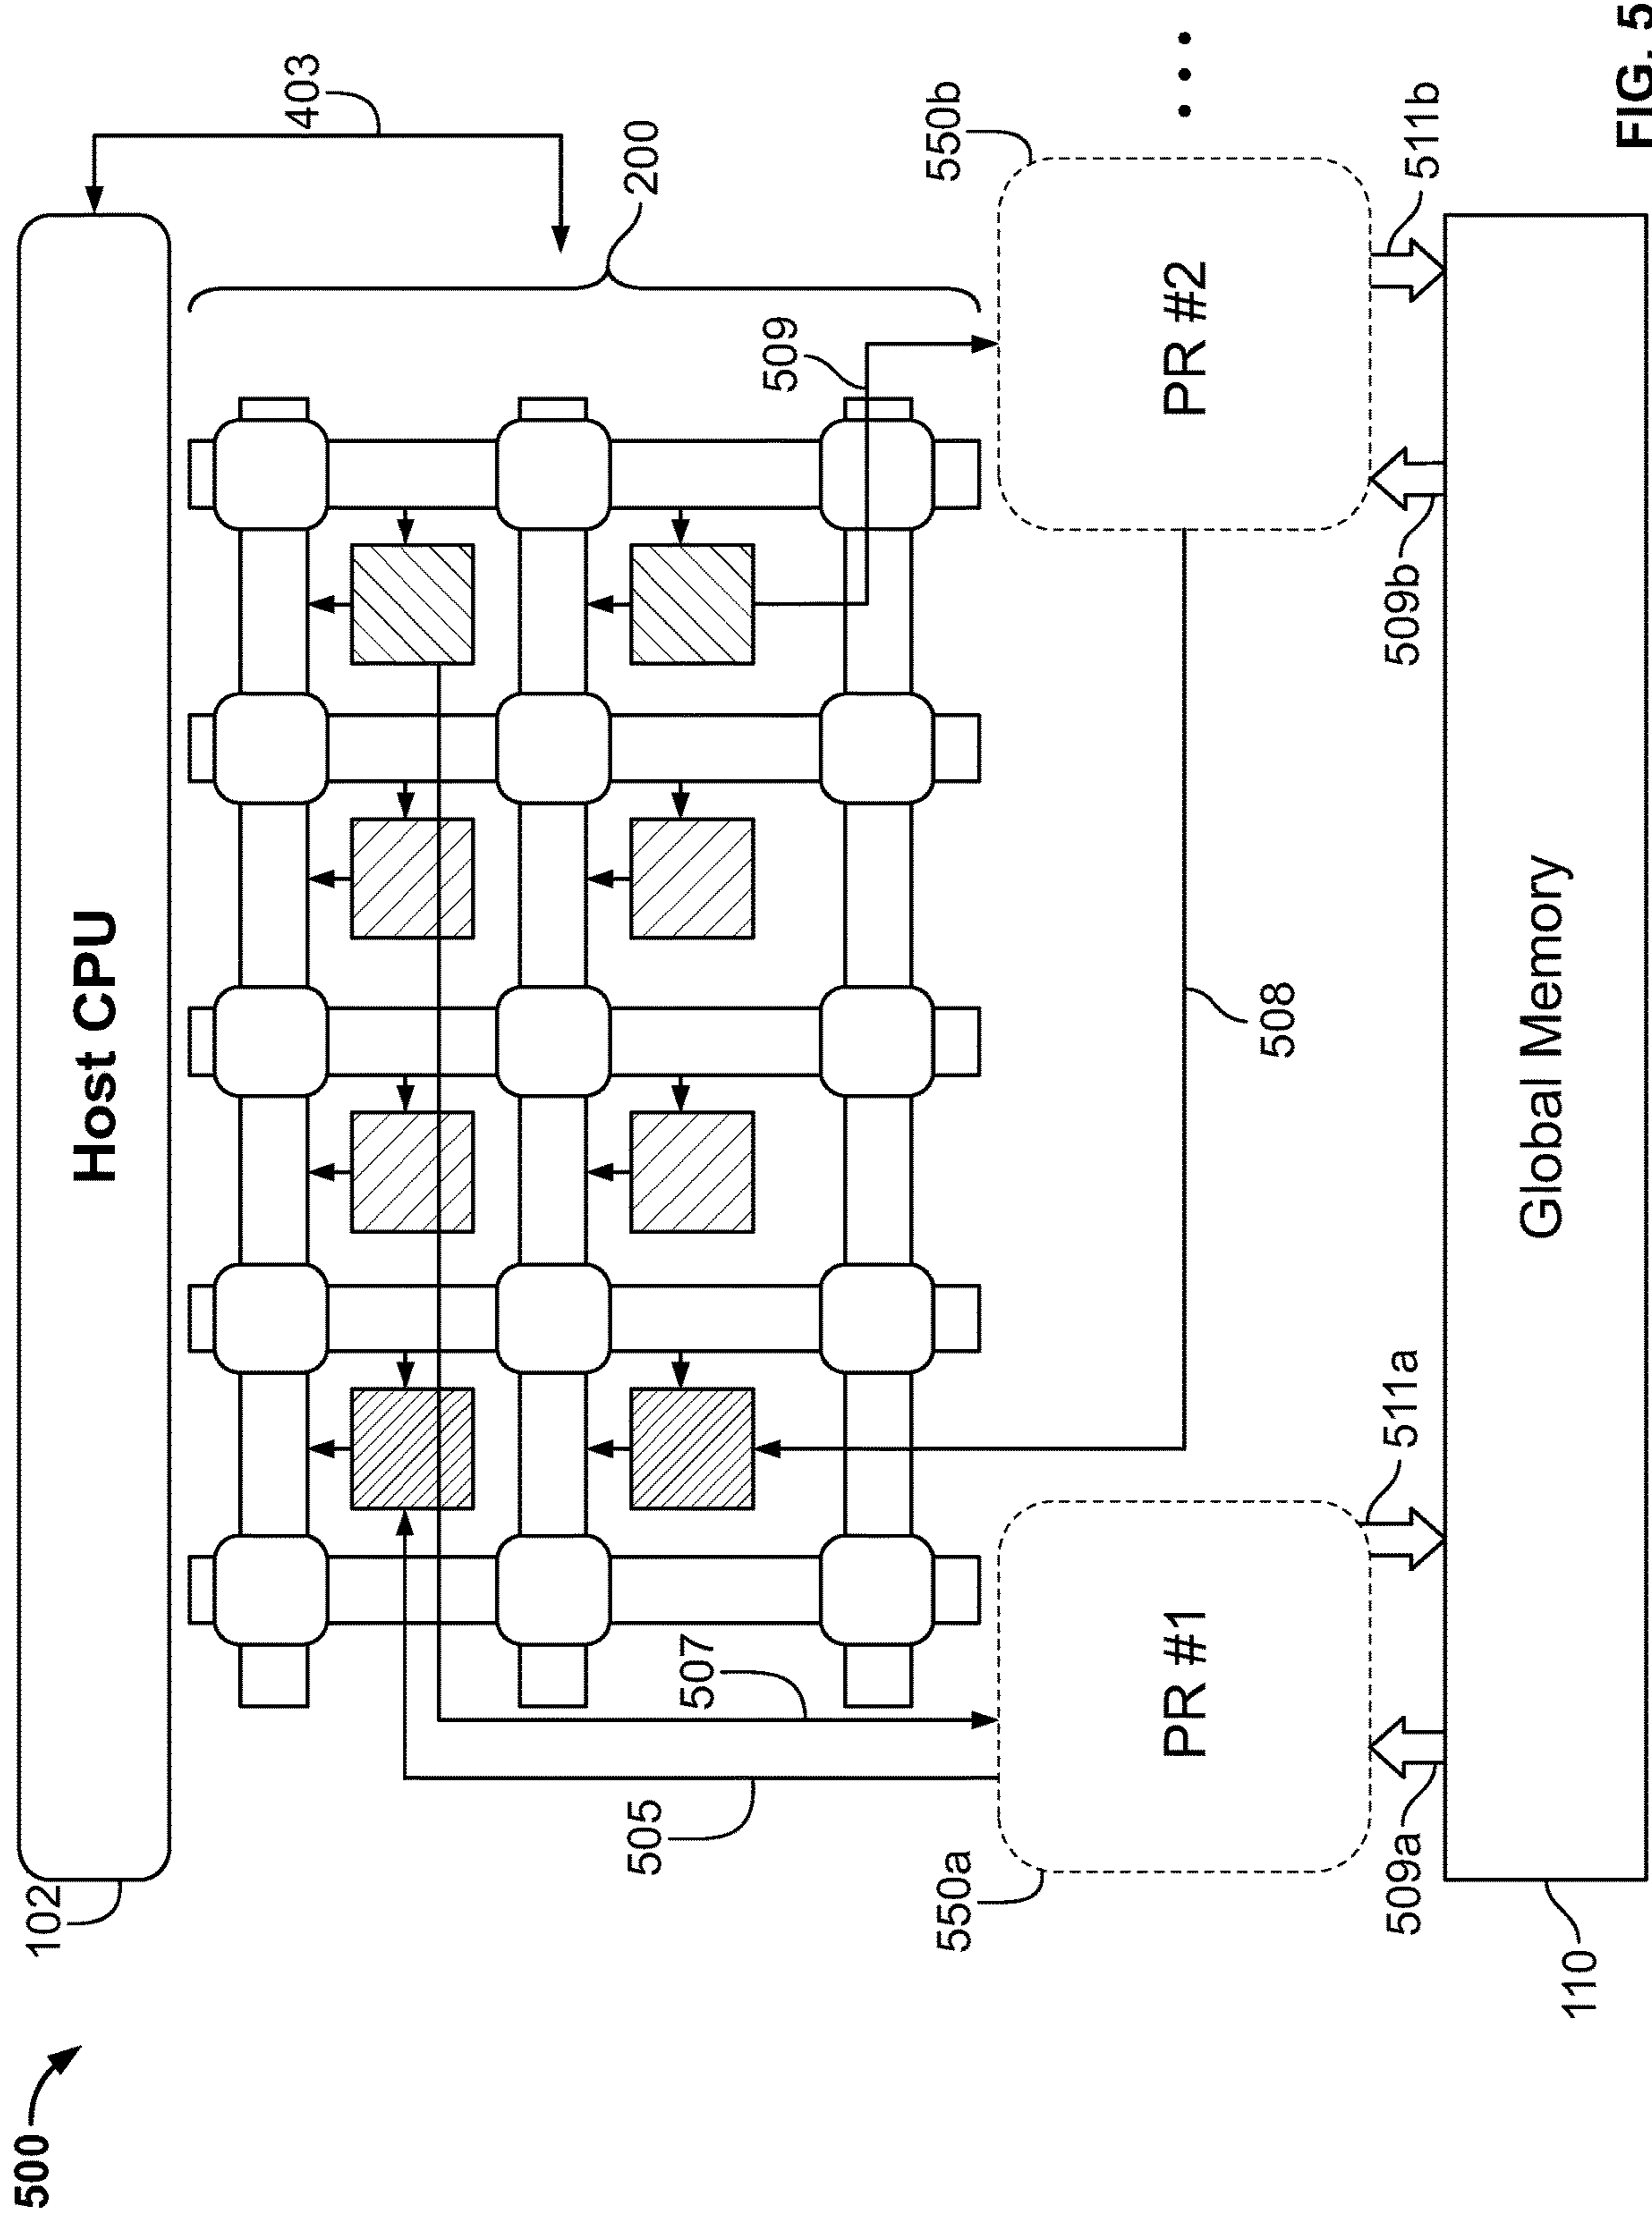 500
102
Host CPU
403
200
505
507
509
508
550a
PR #1
550b
PR #2
• • •
509a
511a
509b
511b
110
Global Memory
FIG. 5